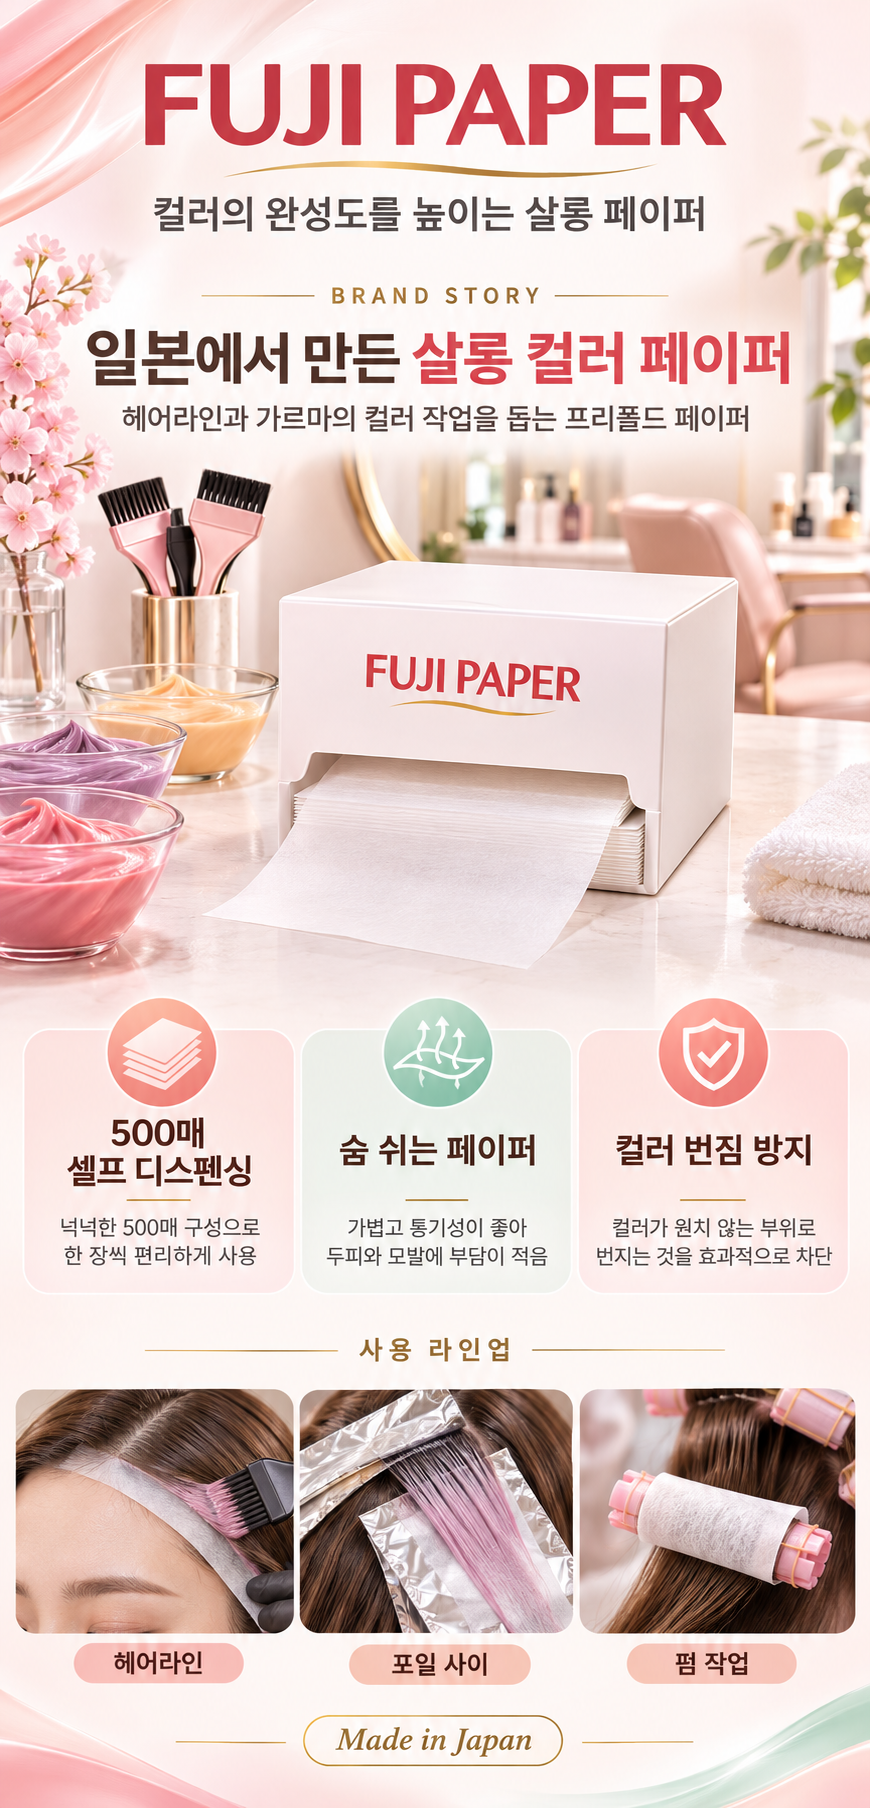 FUJI PAPER
컬러의 완성도를 높이는 살롱 페이퍼
BRAND STORY
일본에서 만든 살롱 컬러 페이퍼
헤어라인과 가르마의 컬러 작업을 돕는 프리폴드 페이퍼
FUJI PAPER
500매
셀프 디스펜싱
넉넉한 500매 구성으로
한 장씩 편리하게 사용
숨 쉬는 페이퍼
가볍고 통기성이 좋아
두피와 모발에 부담이 적음
컬러 번짐 방지
컬러가 원치 않는 부위로
번지는 것을 효과적으로 차단
사용 라인업
헤어라인
포일 사이
펌 작업
Made in Japan